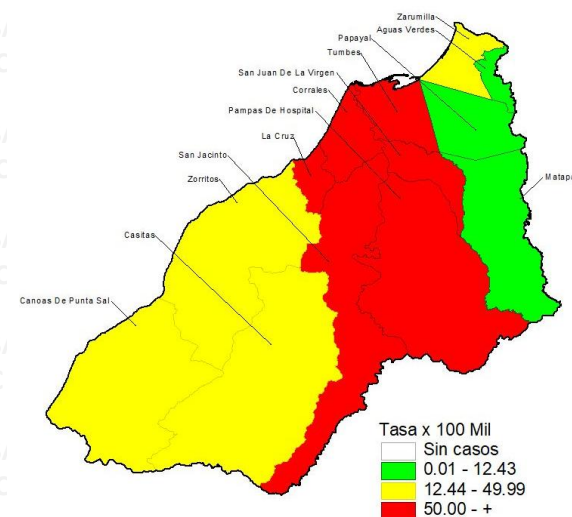 Zarumilla
Aguas Verdes
Papayal
Tumbes
San Juan De La Virgen
Corrales
Pampas De Hospital
La Cruz
San Jacinto
Matapa
Zorritos
Casitas
Canoas De Punta Sal
Tasa x 100 Mil
Sin casos
0.01 - 12.43
12.44 - 49.99
50.00 - +